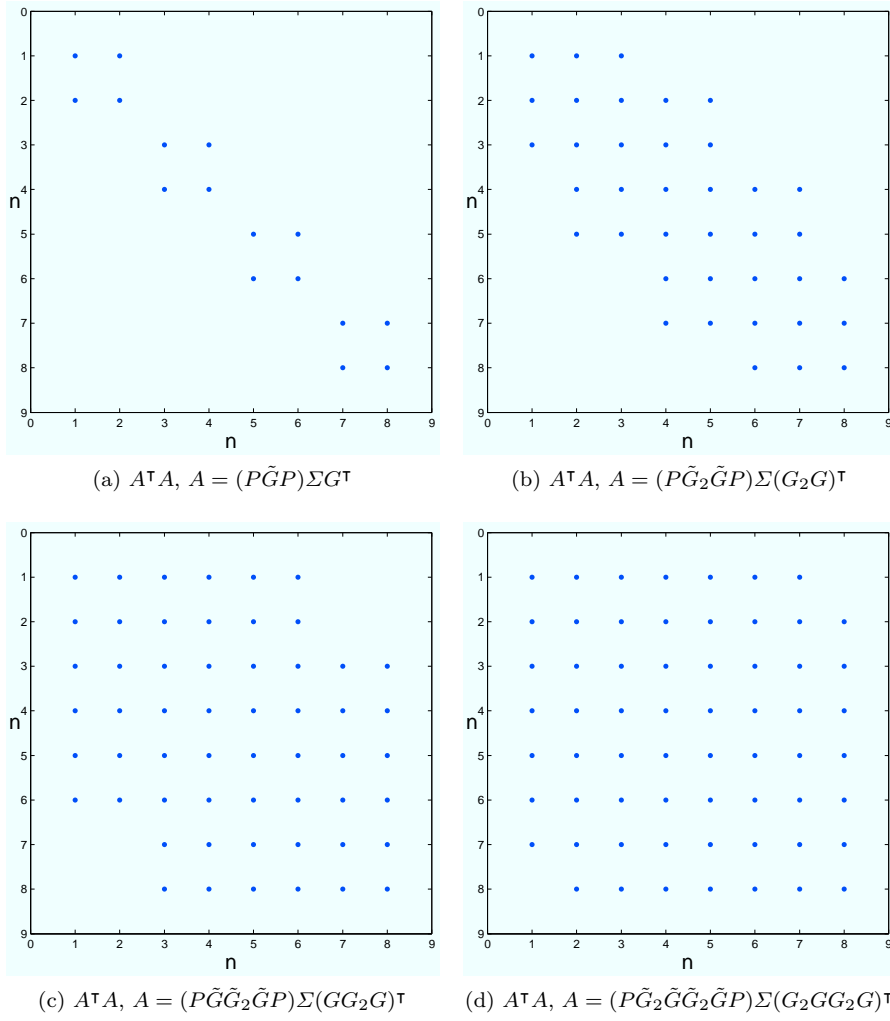 0
1
2
3
4
5
6
7
8
9
n
0 1 2 3 4 5 6 7 8 9
n
(a) AᵀA, A = (PG̃P)ΣGᵀ
0
1
2
3
4
5
6
7
8
9
n
0 1 2 3 4 5 6 7 8 9
n
(b) AᵀA, A = (PG̃₂G̃P)Σ(G₂G)ᵀ
0
1
2
3
4
5
6
7
8
9
n
0 1 2 3 4 5 6 7 8 9
n
(c) AᵀA, A = (PG̃G̃₂G̃P)Σ(GG₂G)ᵀ
0
1
2
3
4
5
6
7
8
9
n
0 1 2 3 4 5 6 7 8 9
n
(d) AᵀA, A = (PG̃₂G̃G̃₂G̃P)Σ(G₂GG₂G)ᵀ